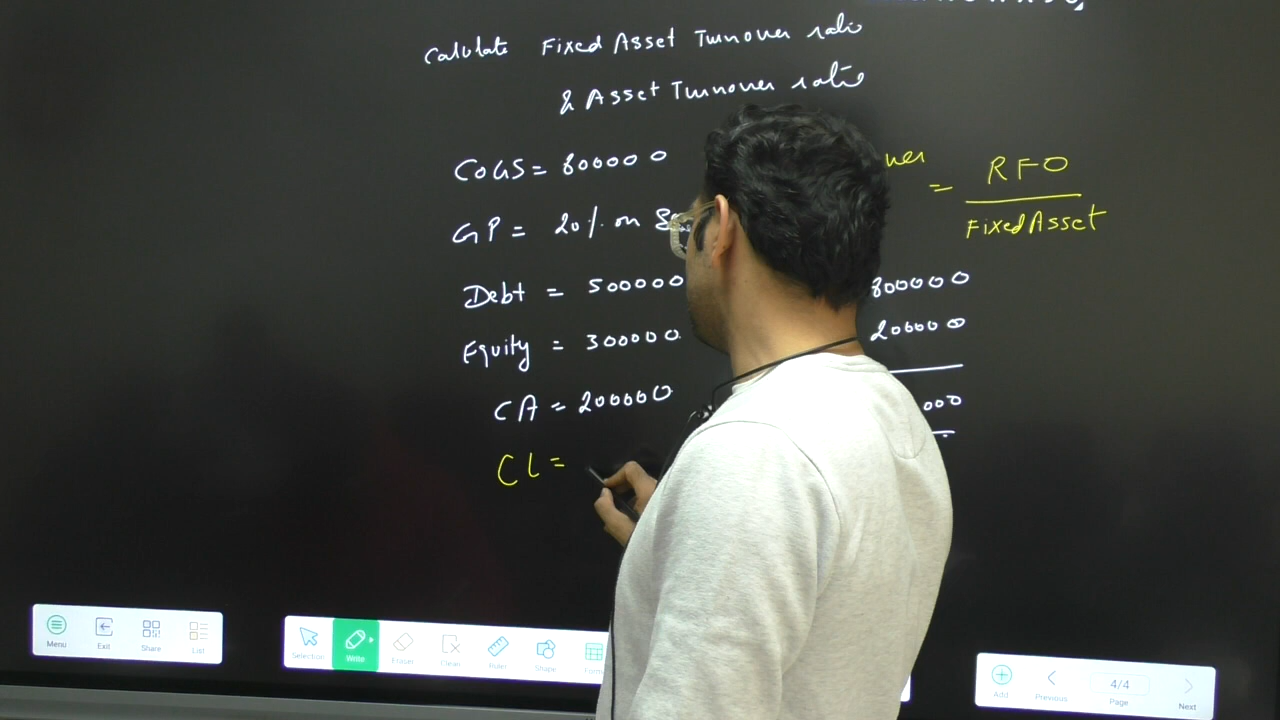 Calulate Fixed Asset Turnover ratio
& Asset Turnover ratio
COGS = 800000
GP = 20% on
Debt = 500000
Equity = 300000
CA = 200000
CL =
= RFO
Fixed Asset
800000
200000
Menu
Exit
Share
List
Selection
Write
Eraser
Clean
Ruler
Shape
Add
Previous
4/4
Page
Next